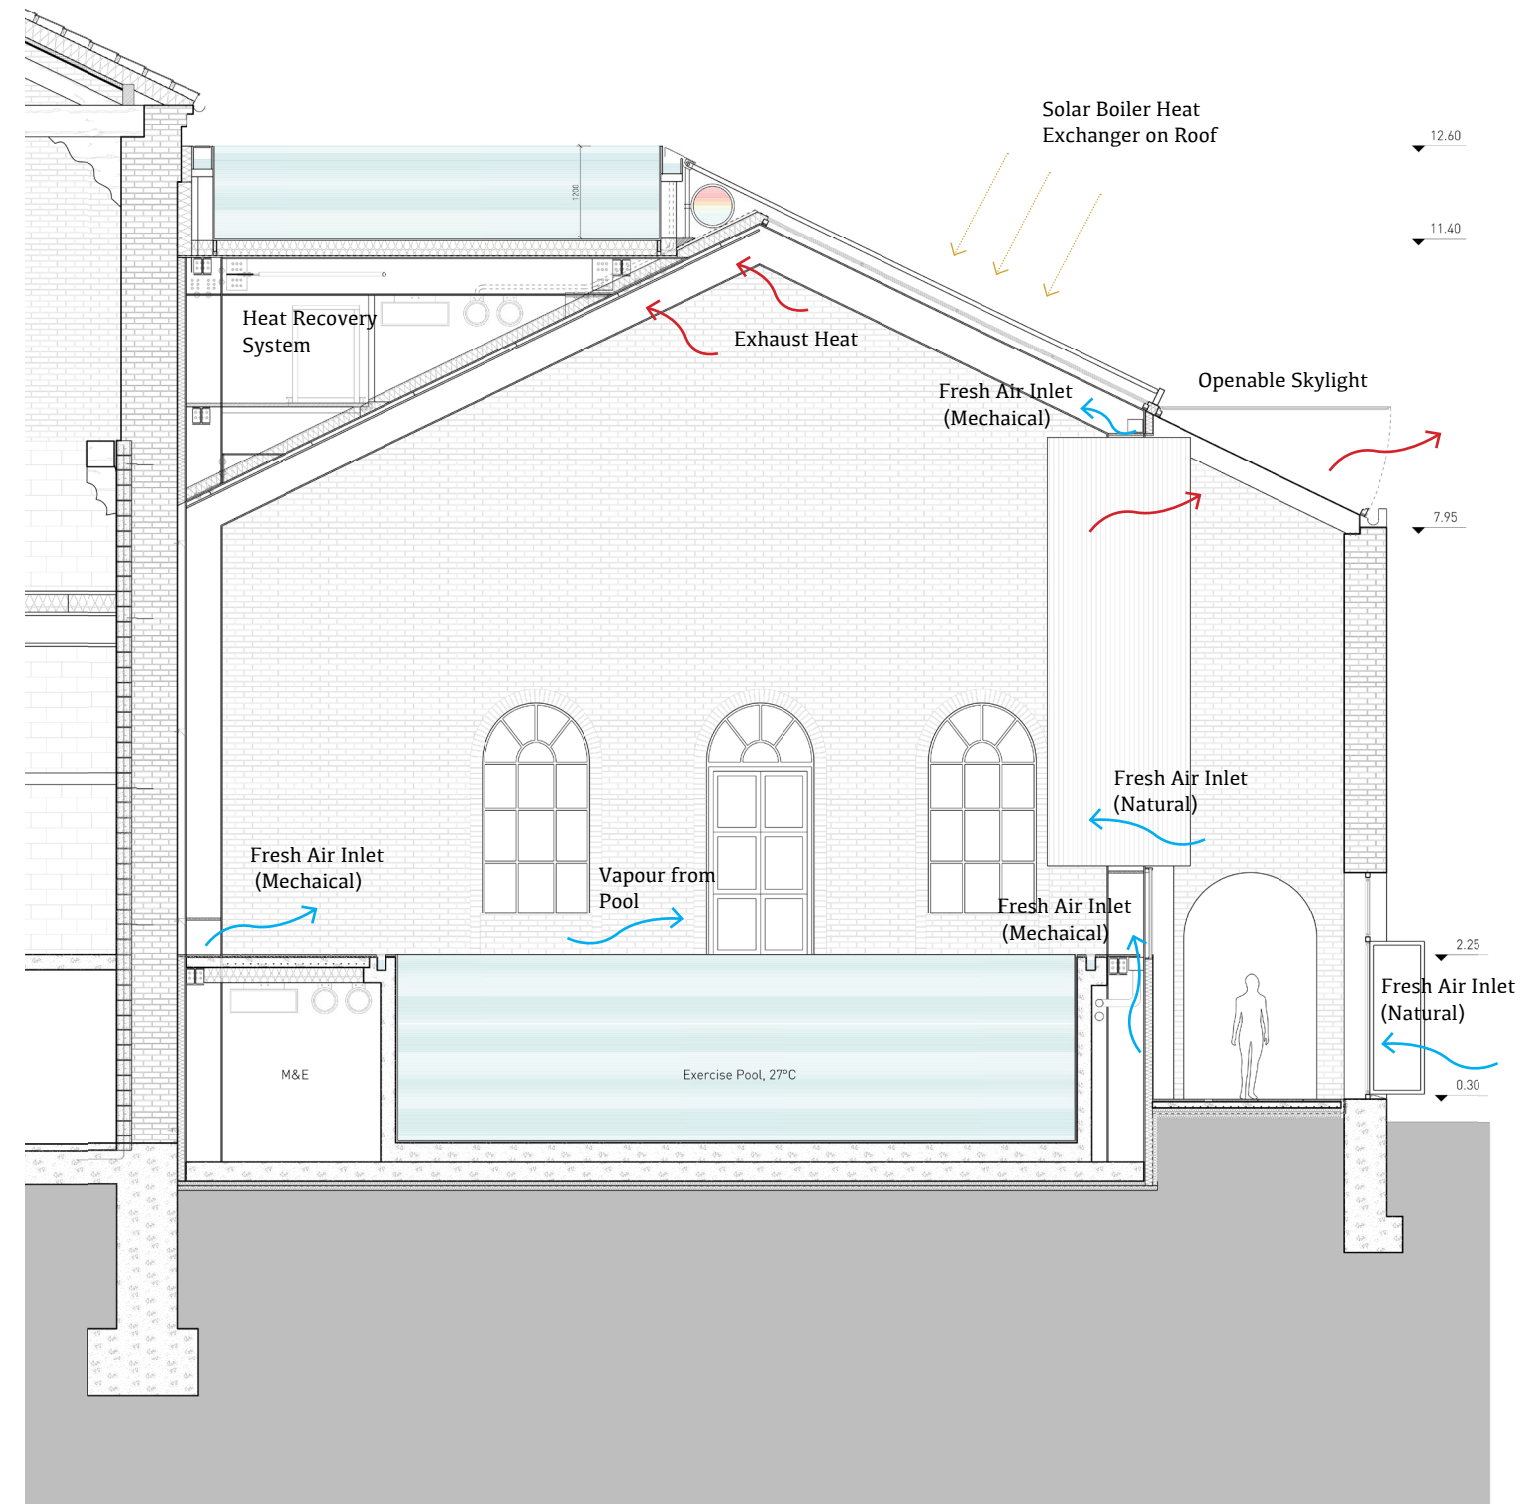 Solar Boiler Heat
Exchanger on Roof
12.60
1200
11.40
Heat Recovery
System
Exhaust Heat
Openable Skylight
Fresh Air Inlet
(Mechaical)
7.95
Fresh Air Inlet
(Natural)
Fresh Air Inlet
(Mechaical)
Vapour from
Pool
Fresh Air Inlet
(Mechaical)
2.25
Fresh Air Inlet
(Natural)
M&E
Exercise Pool, 27°C
0.30